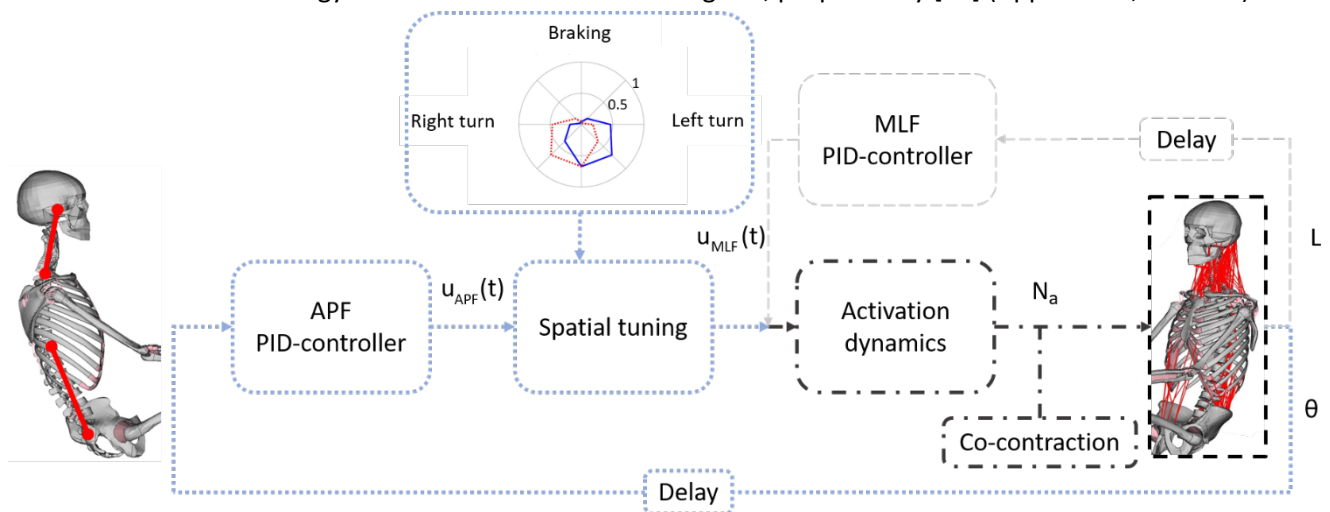 Braking
1
0.5
Right turn
Left turn
MLF
PID-controller
Delay
u_MLF(t)
L
APF
PID-controller
u_APF(t)
Spatial tuning
Activation
dynamics
N_a
Co-contraction
θ
Delay